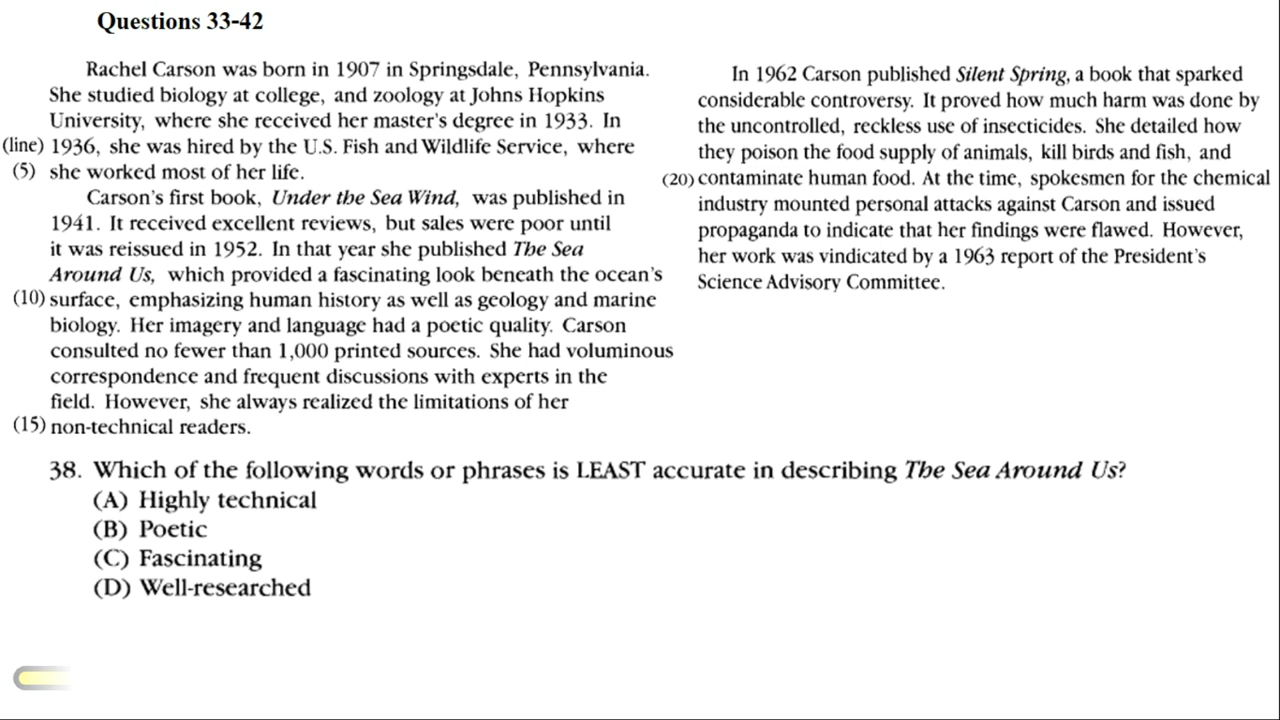 Questions 33-42
Rachel Carson was born in 1907 in Springsdale, Pennsylvania.
She studied biology at college, and zoology at Johns Hopkins
University, where she received her master's degree in 1933. In
(line) 1936, she was hired by the U.S. Fish and Wildlife Service, where
(5) she worked most of her life.
Carson's first book, Under the Sea Wind, was published in
1941. It received excellent reviews, but sales were poor until
it was reissued in 1952. In that year she published The Sea
Around Us, which provided a fascinating look beneath the ocean's
(10) surface, emphasizing human history as well as geology and marine
biology. Her imagery and language had a poetic quality. Carson
consulted no fewer than 1,000 printed sources. She had voluminous
correspondence and frequent discussions with experts in the
field. However, she always realized the limitations of her
(15) non-technical readers.
In 1962 Carson published Silent Spring, a book that sparked
considerable controversy. It proved how much harm was done by
the uncontrolled, reckless use of insecticides. She detailed how
they poison the food supply of animals, kill birds and fish, and
(20) contaminate human food. At the time, spokesmen for the chemical
industry mounted personal attacks against Carson and issued
propaganda to indicate that her findings were flawed. However,
her work was vindicated by a 1963 report of the President's
Science Advisory Committee.
38. Which of the following words or phrases is LEAST accurate in describing The Sea Around Us?
(A) Highly technical
(B) Poetic
(C) Fascinating
(D) Well-researched